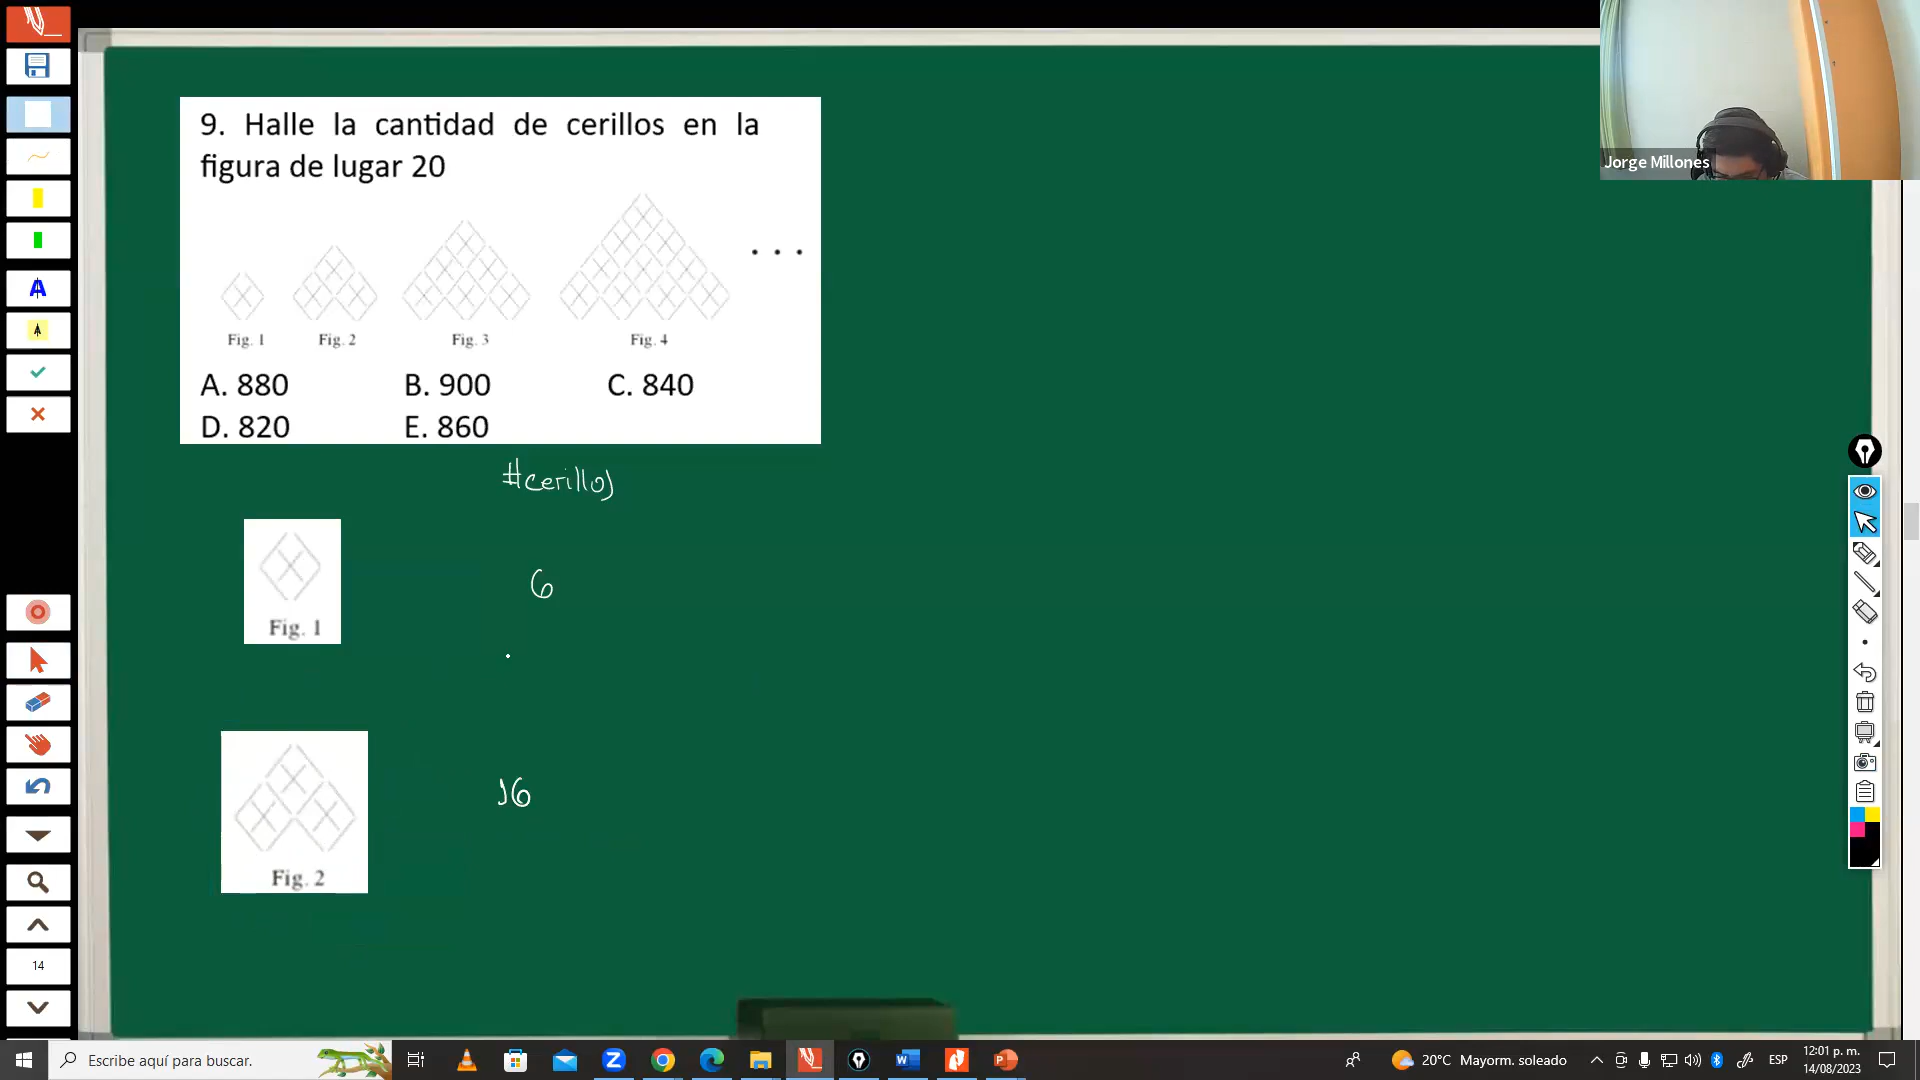 Jorge Millones
9. Halle la cantidad de cerillos en la
figura de lugar 20
. . .
Fig. 1 Fig. 2 Fig. 3 Fig. 4
A. 880 B. 900 C. 840
D. 820 E. 860
#cerillos
6
Fig. 1
16
Fig. 2
A
14
Escribe aquí para buscar.
20°C Mayorm. soleado
ESP
12:01 p. m.
14/08/2023